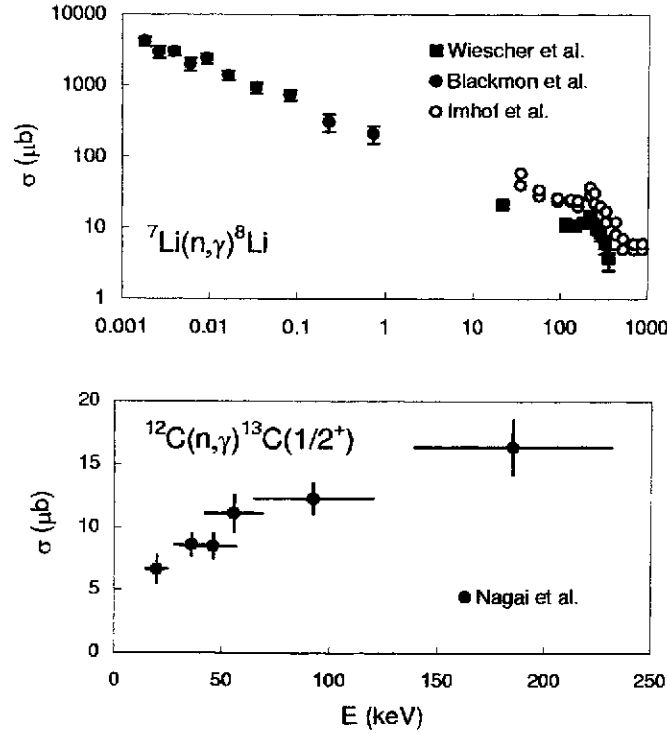 10000
1000
100
10
1
σ (μb)
Wiescher et al.
Blackmon et al.
Imhof et al.
⁷Li(n,γ)⁸Li
0.001 0.01 0.1 1 10 100 1000
20
15
10
5
0
σ (μb)
¹²C(n,γ)¹³C(1/2⁺)
Nagai et al.
0 50 100 150 200 250
E (keV)